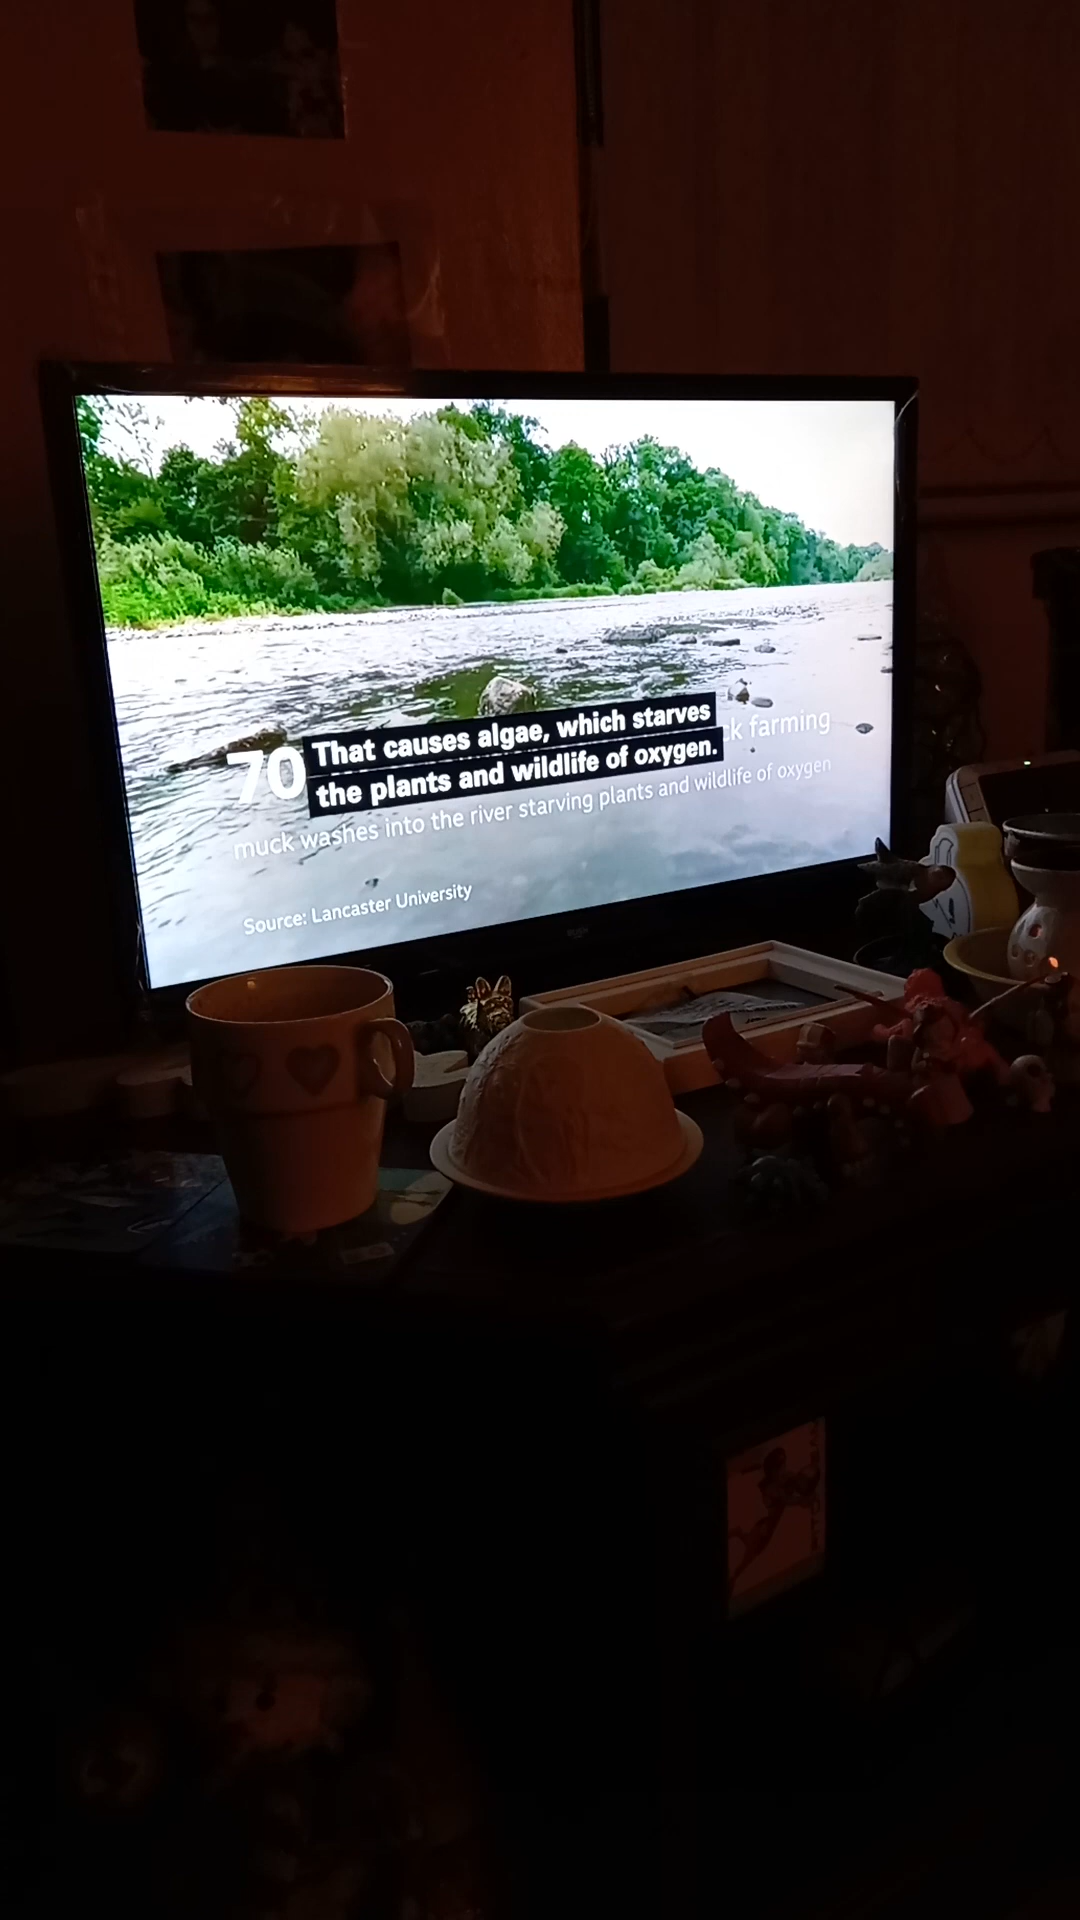 70
That causes algae, which starves
the plants and wildlife of oxygen.
farming
muck washes into the river starving plants and wildlife of oxygen
Source: Lancaster University